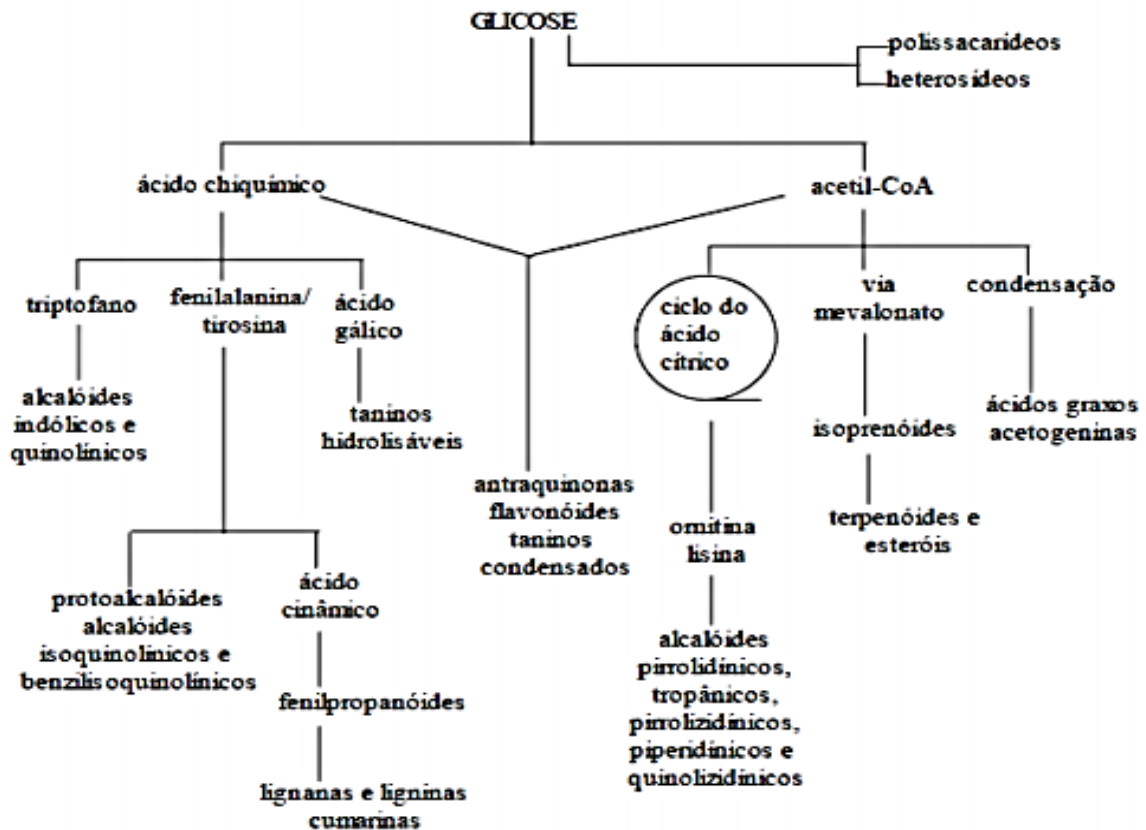 GLICOSE
polissacarídeos
heterosídeos
ácido chiquímico
acetil-CoA
triptofano
fenilalanina/
tirosina
ácido
gálico
ciclo do
ácido
cítrico
via
mevalonato
condensação
alcalóides
indólicos e
quinolínicos
taninos
hidrolisáveis
antraquinonas
flavonóides
taninos
condensados
ornitina
lisina
isoprenóides
ácidos graxos
acetogeninas
terpenóides e
esteróis
protoalcalóides
alcalóides
isoquinolínicos e
benzilisoquinolínicos
ácido
cinâmico
fenilpropanóides
lignanas e ligninas
cumarinas
alcalóides
pirrolidínicos,
tropânicos,
pirrolizidínicos,
piperidínicos e
quinolizidínicos